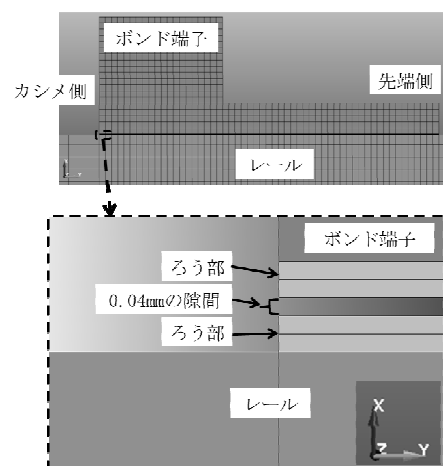 ボンド端子
カシメ側
先端側
レール
ボンド端子
ろう部
0.04mmの隙間
ろう部
レール
X
Z
Y